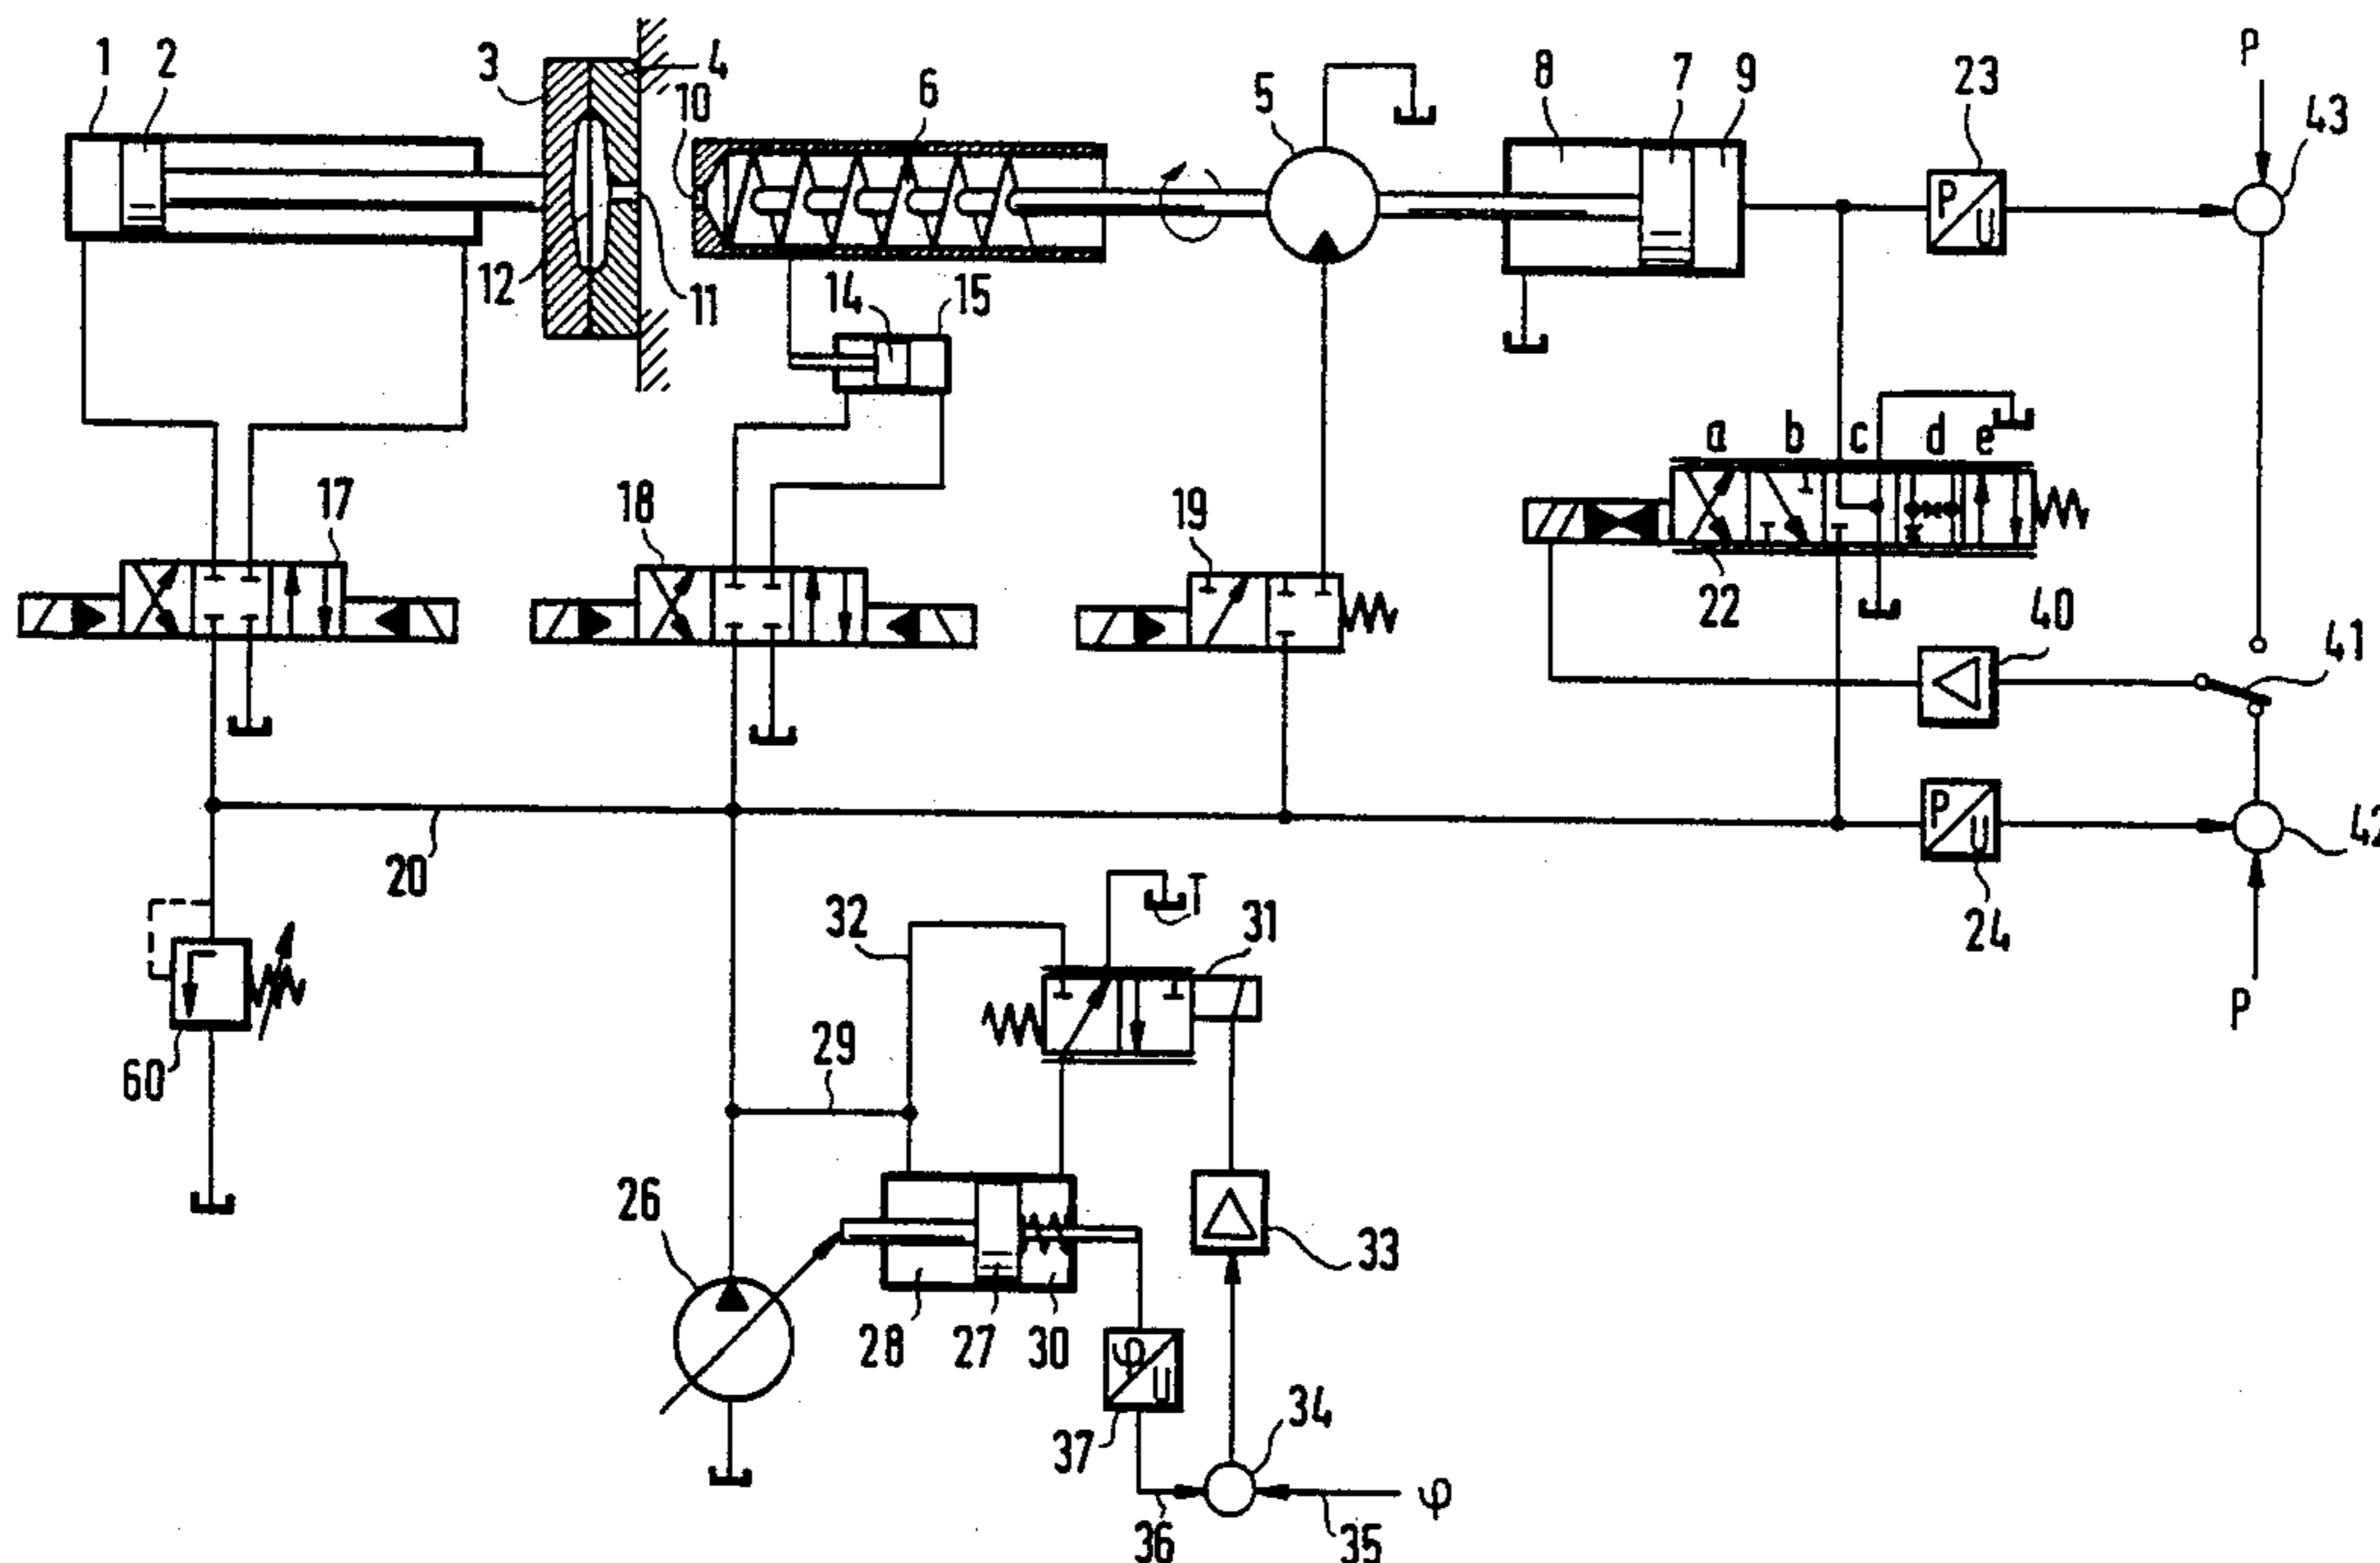 1 2 3 4 10 6 5 8 7 9 23 P 43
12 11 14 15
a b c d e
17 18 19 22 40 41
P U
20 P U 42
24 P
32 T 31
60 29
26 28 27 30 33
φ U
37 34
36 35 φ